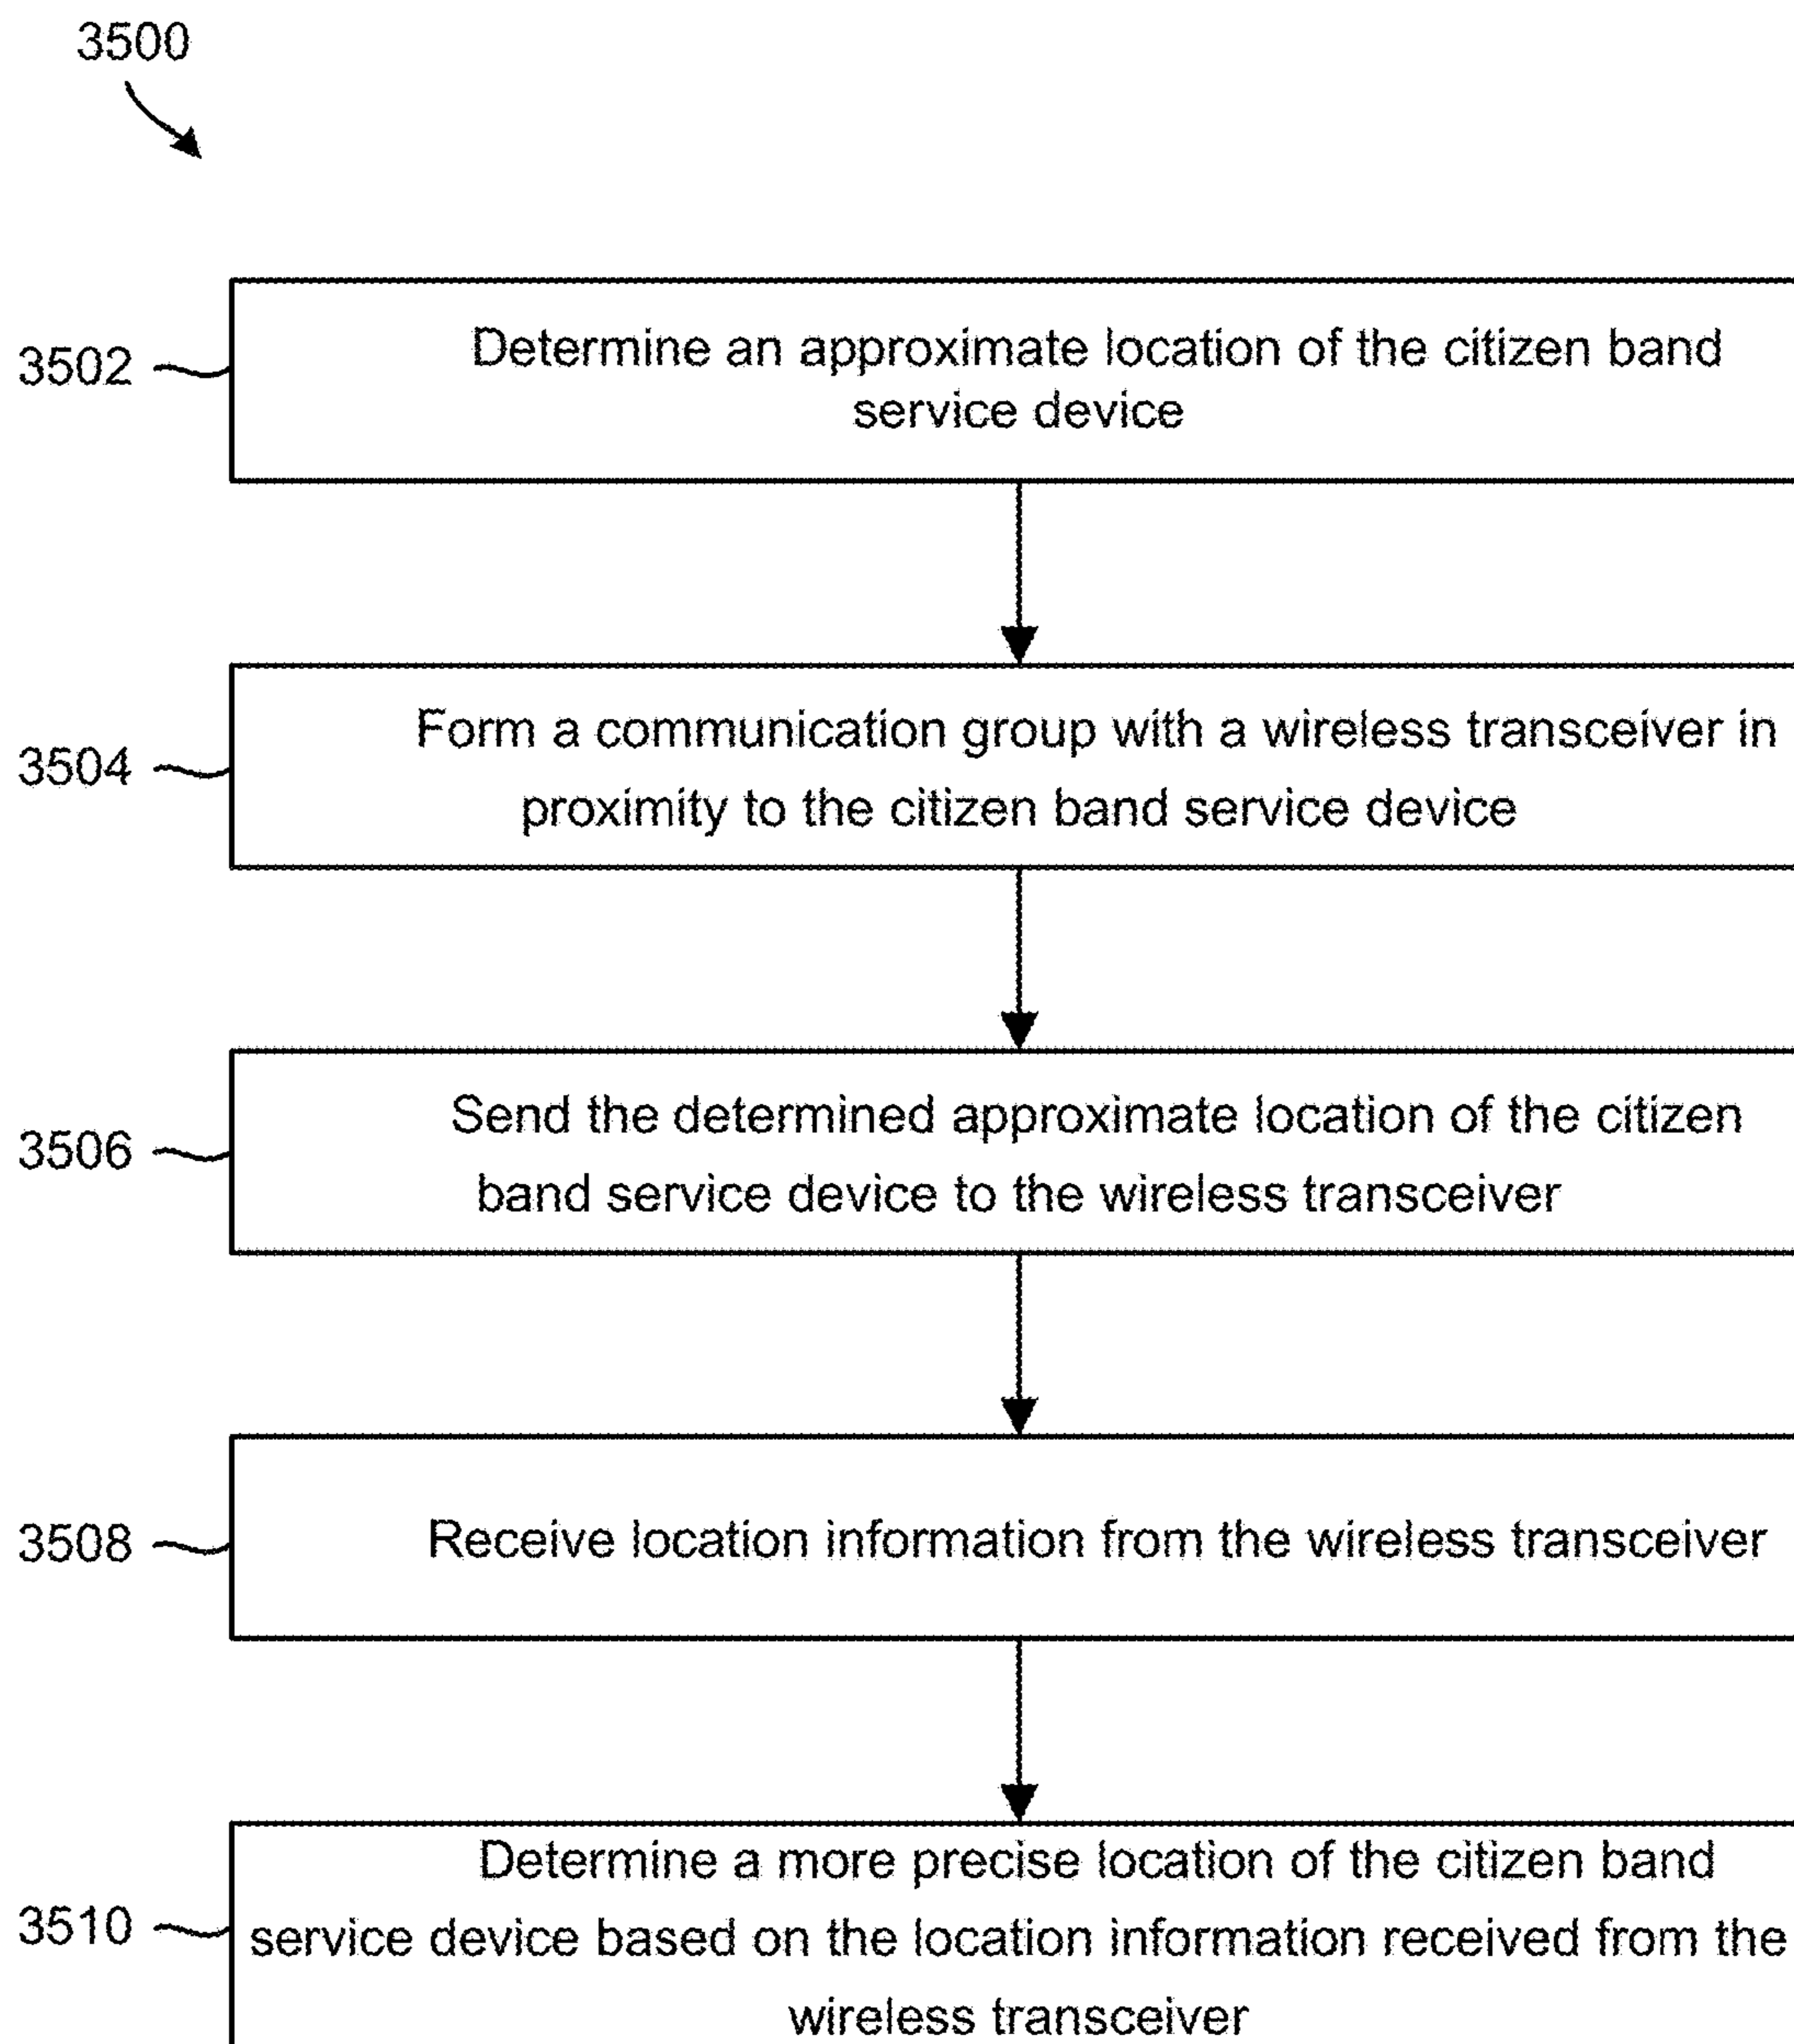 3500
3502
Determine an approximate location of the citizen band
service device
3504
Form a communication group with a wireless transceiver in
proximity to the citizen band service device
3506
Send the determined approximate location of the citizen
band service device to the wireless transceiver
3508
Receive location information from the wireless transceiver
3510
Determine a more precise location of the citizen band
service device based on the location information received from the
wireless transceiver